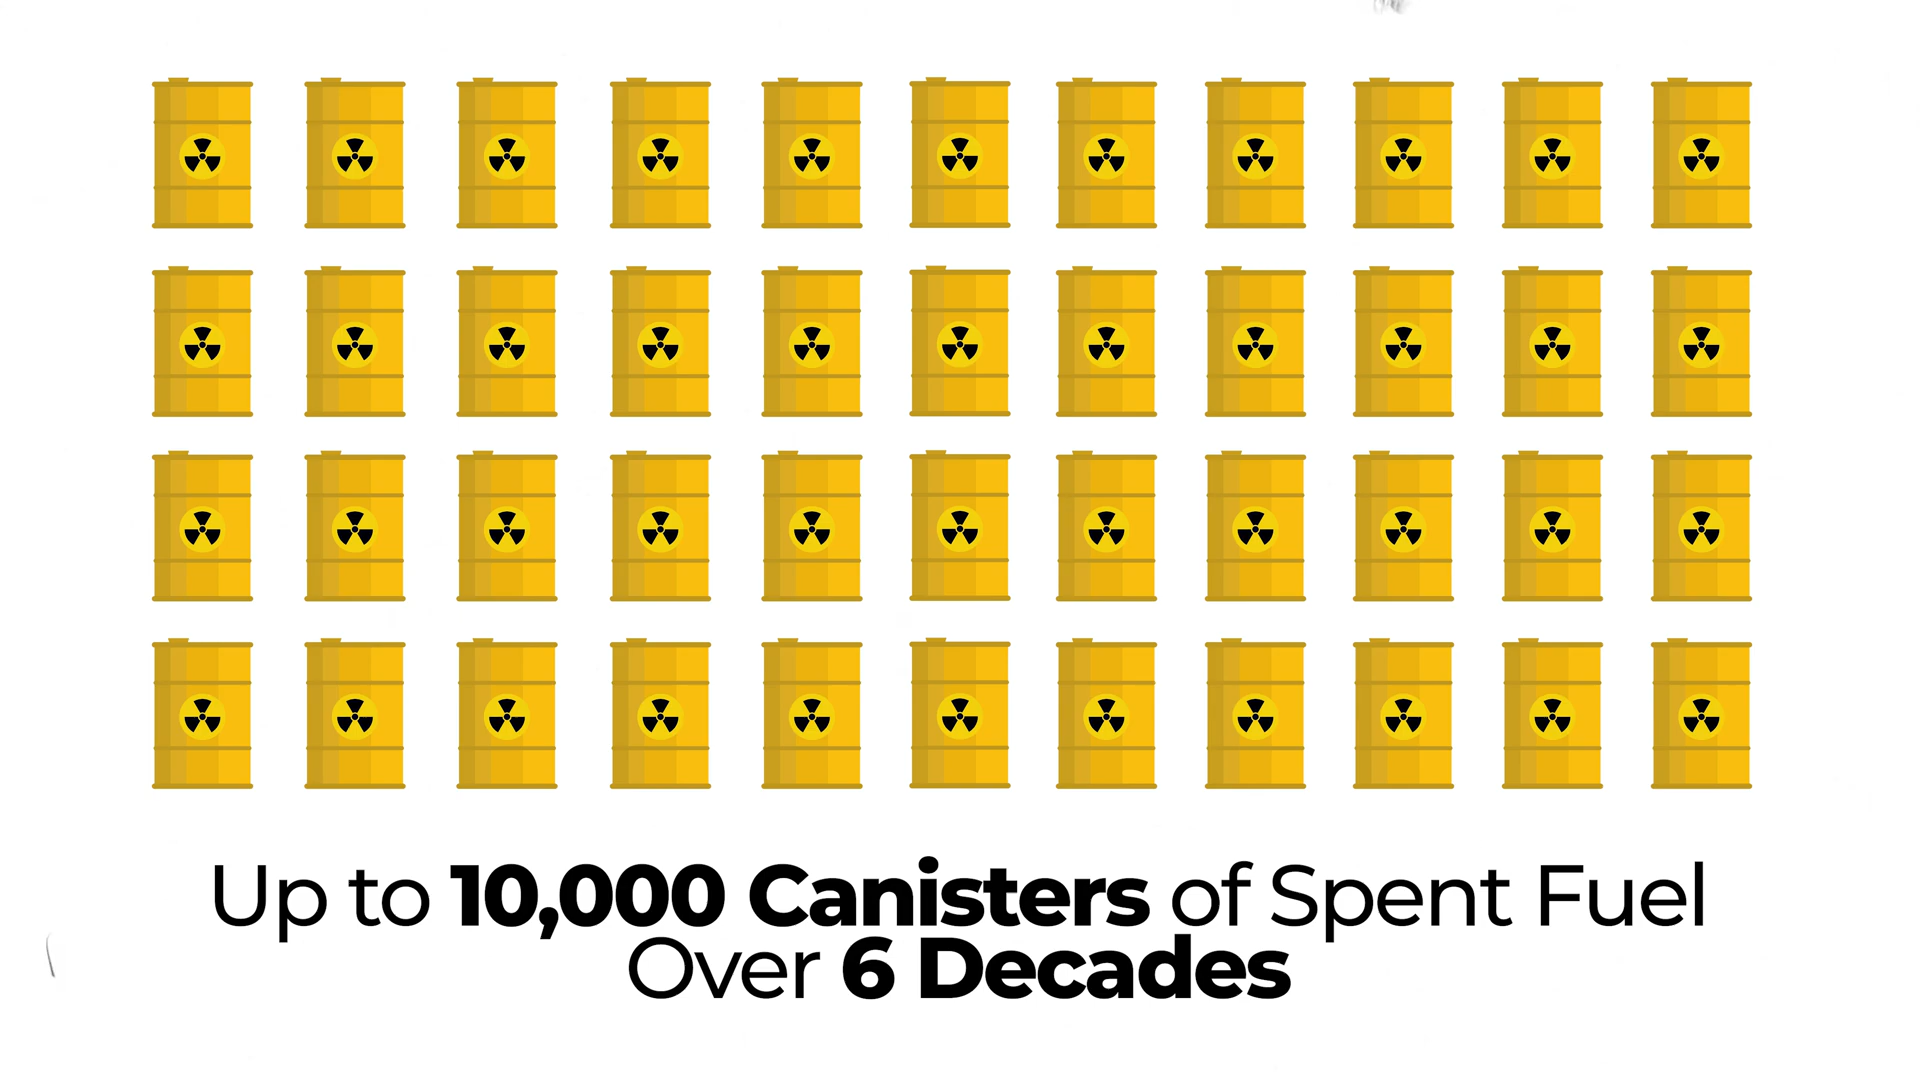 Up to 10,000 Canisters of Spent Fuel
Over 6 Decades